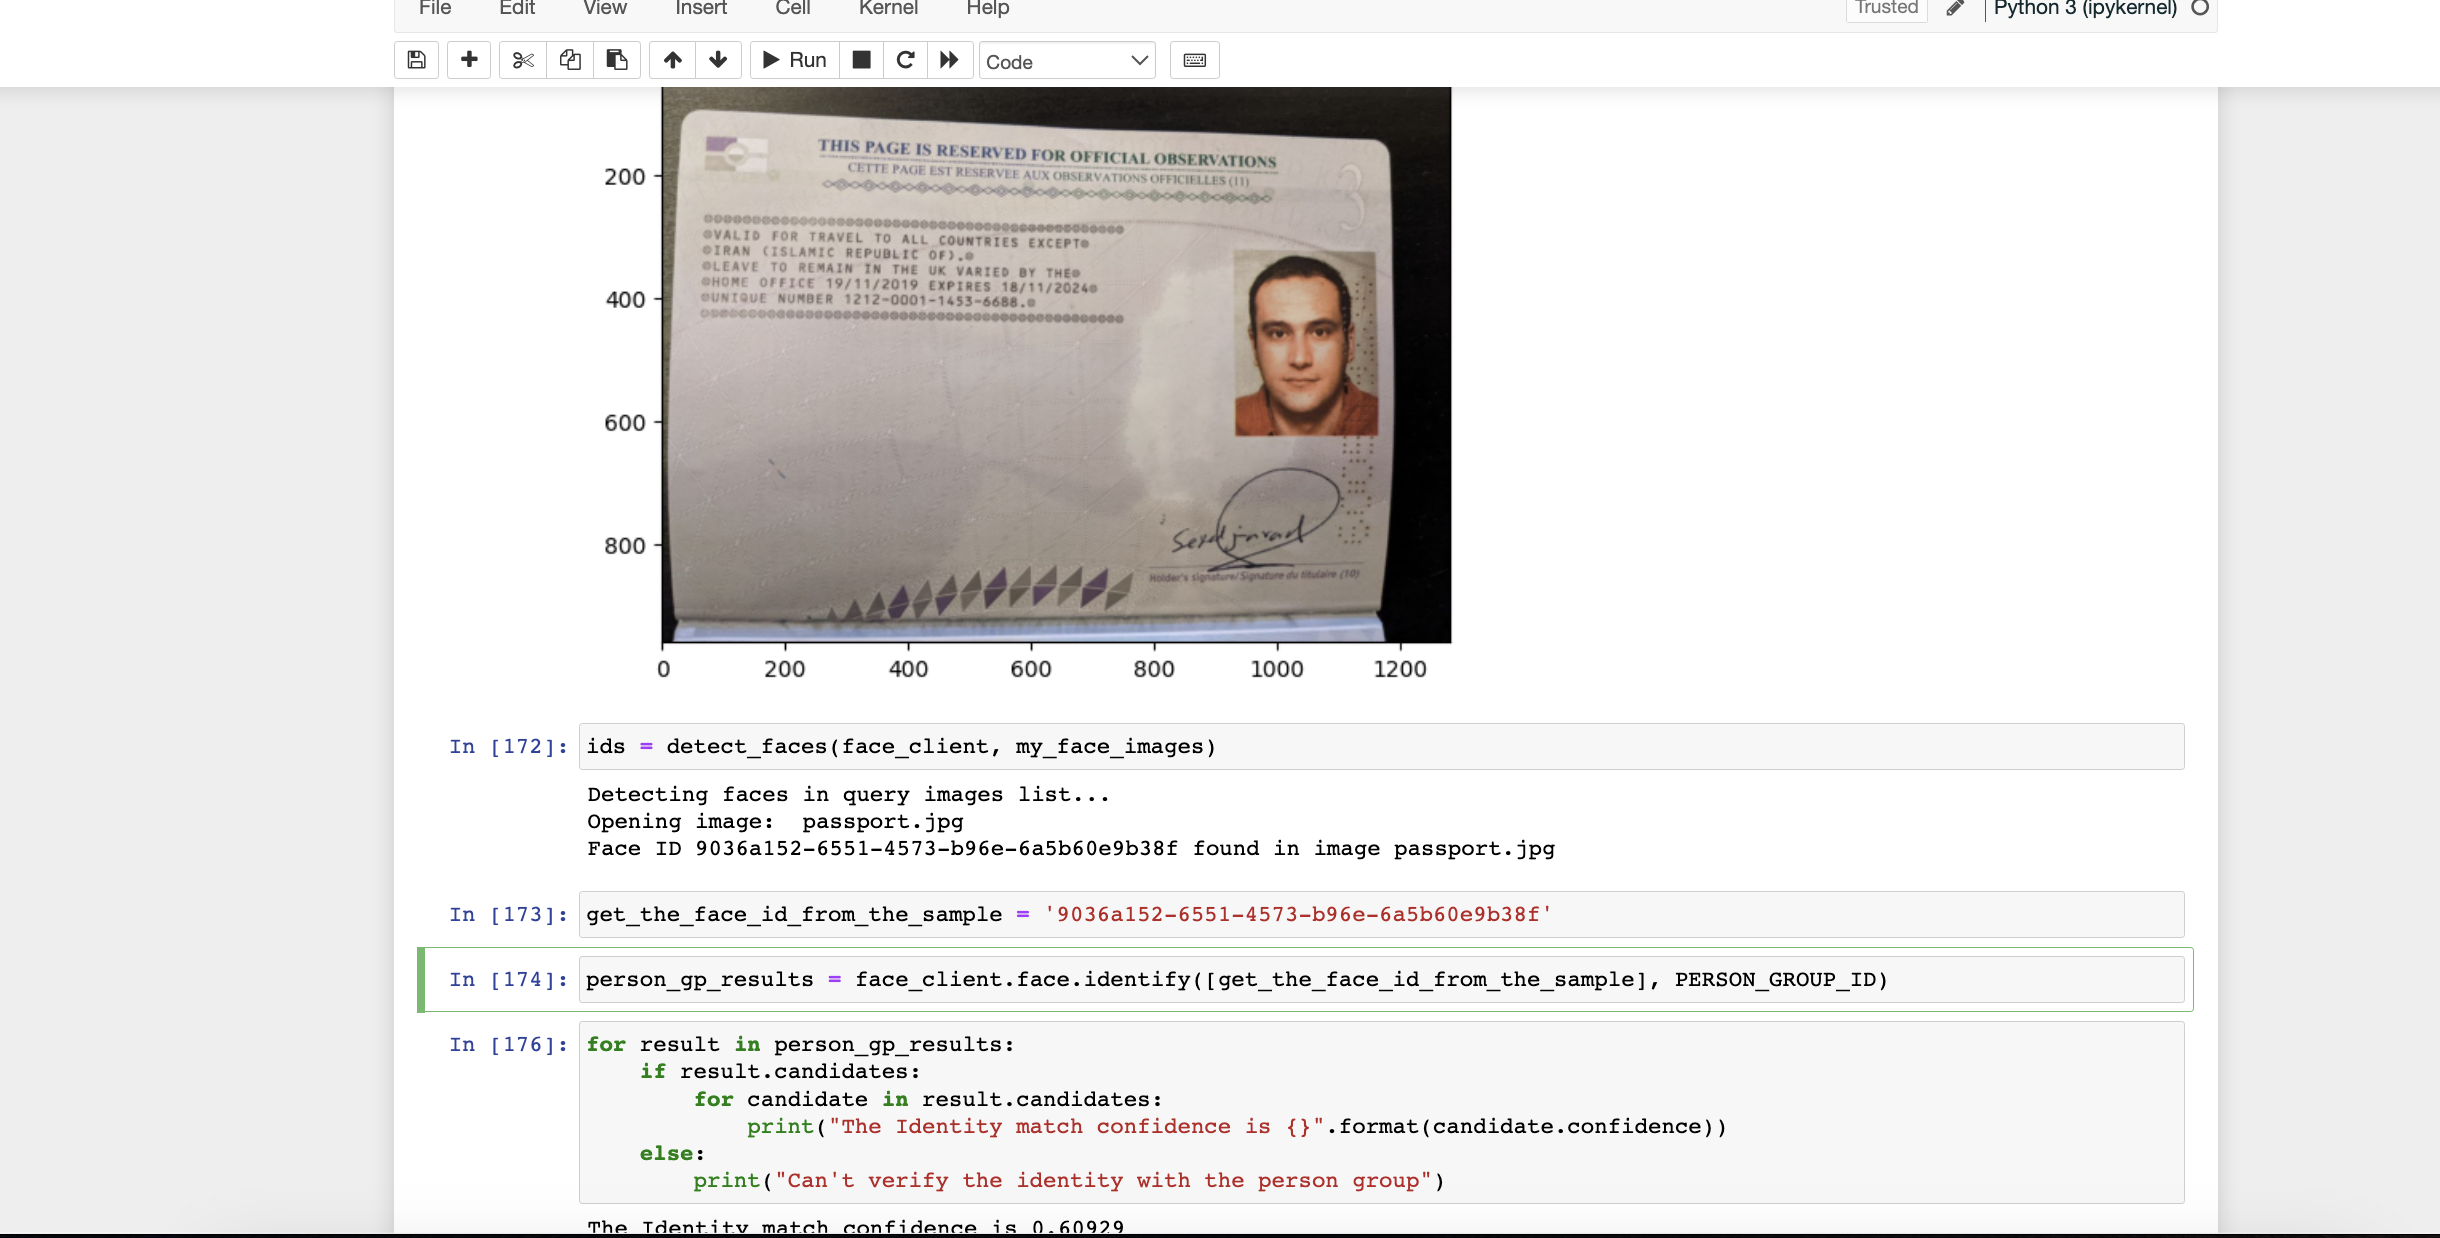 File Edit View Insert Cell Kernel Help Trusted Python 3 (ipykernel)
Run Code
THIS PAGE IS RESERVED FOR OFFICIAL OBSERVATIONS
CETTE PAGE EST RESERVEE AUX OBSERVATIONS OFFICIELLES (11)
3
VALID FOR TRAVEL TO ALL COUNTRIES EXCEPT
IRAN (ISLAMIC REPUBLIC OF).
LEAVE TO REMAIN IN THE UK VARIED BY THE
HOME OFFICE 19/11/2019 EXPIRES 18/11/2024
UNIQUE NUMBER 1212-0001-1453-6688.
Holder's signature/Signature du titulaire (10)
200
400
600
800
0 200 400 600 800 1000 1200
In [172]: ids = detect_faces(face_client, my_face_images)
Detecting faces in query images list...
Opening image:  passport.jpg
Face ID 9036a152-6551-4573-b96e-6a5b60e9b38f found in image passport.jpg
In [173]: get_the_face_id_from_the_sample = '9036a152-6551-4573-b96e-6a5b60e9b38f'
In [174]: person_gp_results = face_client.face.identify([get_the_face_id_from_the_sample], PERSON_GROUP_ID)
In [176]: for result in person_gp_results:
    if result.candidates:
        for candidate in result.candidates:
            print("The Identity match confidence is {}".format(candidate.confidence))
    else:
        print("Can't verify the identity with the person group")
The Identity match confidence is 0.60929